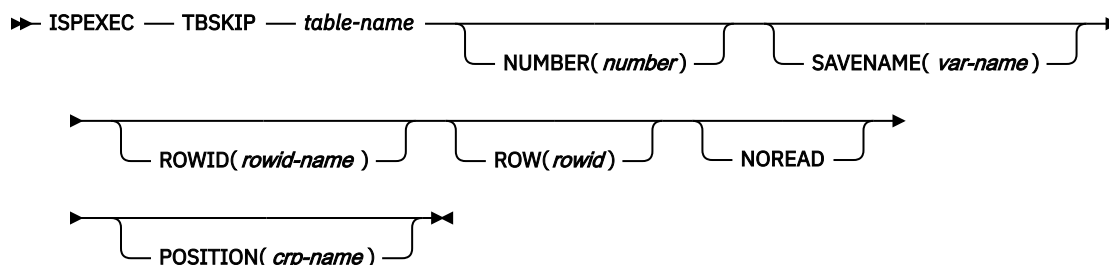 ISPEXEC TBSKIP table-name
NUMBER( number ) SAVENAME( var-name )
ROWID( rowid-name ) ROW( rowid ) NOREAD
POSITION( crp-name )